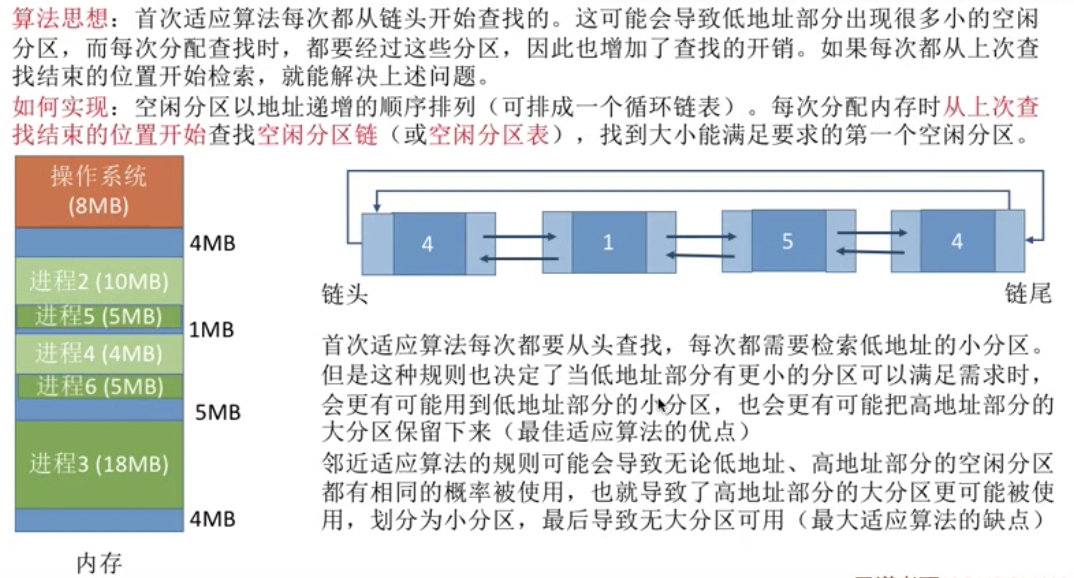 算法思想：首次适应算法每次都从链头开始查找的。这可能会导致低地址部分出现很多小的空闲
分区，而每次分配查找时，都要经过这些分区，因此也增加了查找的开销。如果每次都从上次查
找结束的位置开始检索，就能解决上述问题。
如何实现：空闲分区以地址递增的顺序排列（可排成一个循环链表）。每次分配内存时从上次查
找结束的位置开始查找空闲分区链（或空闲分区表），找到大小能满足要求的第一个空闲分区。
操作系统
(8MB)
4MB
进程2 (10MB)
进程5 (5MB)
1MB
进程4 (4MB)
进程6 (5MB)
5MB
进程3 (18MB)
4MB
内存
4
1
5
4
链头
链尾
首次适应算法每次都要从头查找，每次都需要检索低地址的小分区。
但是这种规则也决定了当低地址部分有更小的分区可以满足需求时，
会更有可能用到低地址部分的小分区，也会更有可能把高地址部分的
大分区保留下来（最佳适应算法的优点）
邻近适应算法的规则可能会导致无论低地址、高地址部分的空闲分区
都有相同的概率被使用，也就导致了高地址部分的大分区更可能被使
用，划分为小分区，最后导致无大分区可用（最大适应算法的缺点）